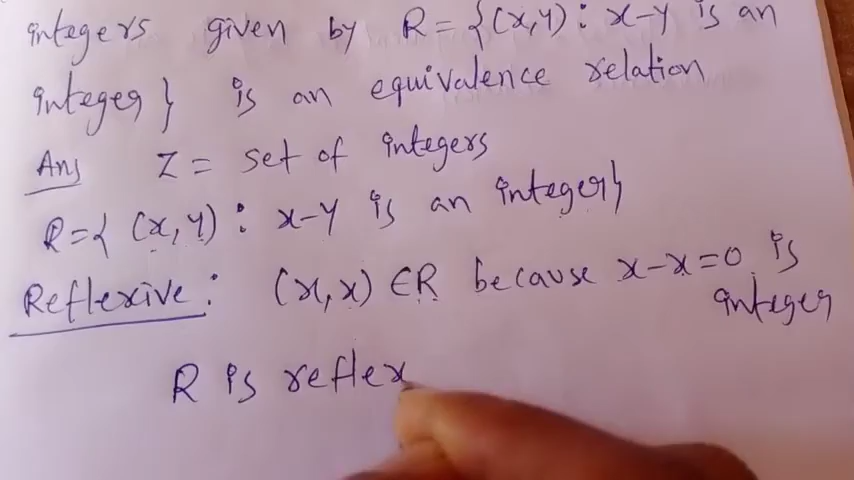 integers given by R = {(x,y) : x-y is an
integer} is an equivalence relation
Ans Z = set of integers
R = { (x, y) : x-y is an integer}
Reflexive : (x, x) ∈ R because x-x=0 is
integer
R is reflex